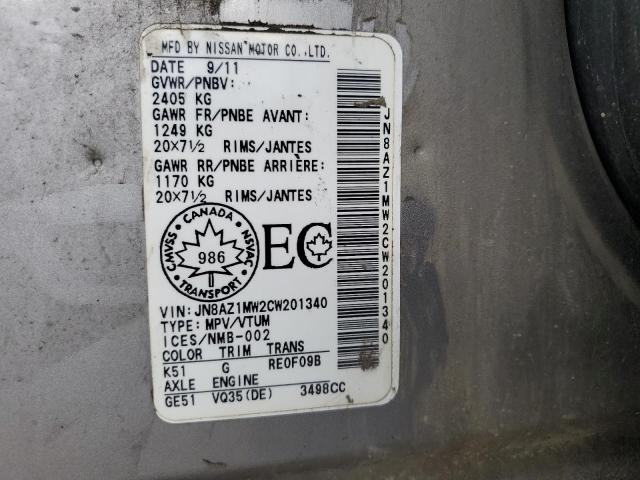 MFD BY NISSAN MOTOR CO.,LTD.
DATE 9/11
GVWR/PNBV:
2405 KG
GAWR FR/PNBE AVANT:
1249 KG
20×7½ RIMS/JANTES
GAWR RR/PNBE ARRIÈRE:
1170 KG
20×7½ RIMS/JANTES
CANADA
CMVSS
NSVAC
986
EC
VIN: JN8AZ1MW2CW201340
TYPE: MPV/VTUM
ICES/NMB-002
COLOR TRIM TRANS
K51 G RE0F09B
AXLE ENGINE
GE51 VQ35(DE) 3498CC
JN8AZ1MW2CW201340